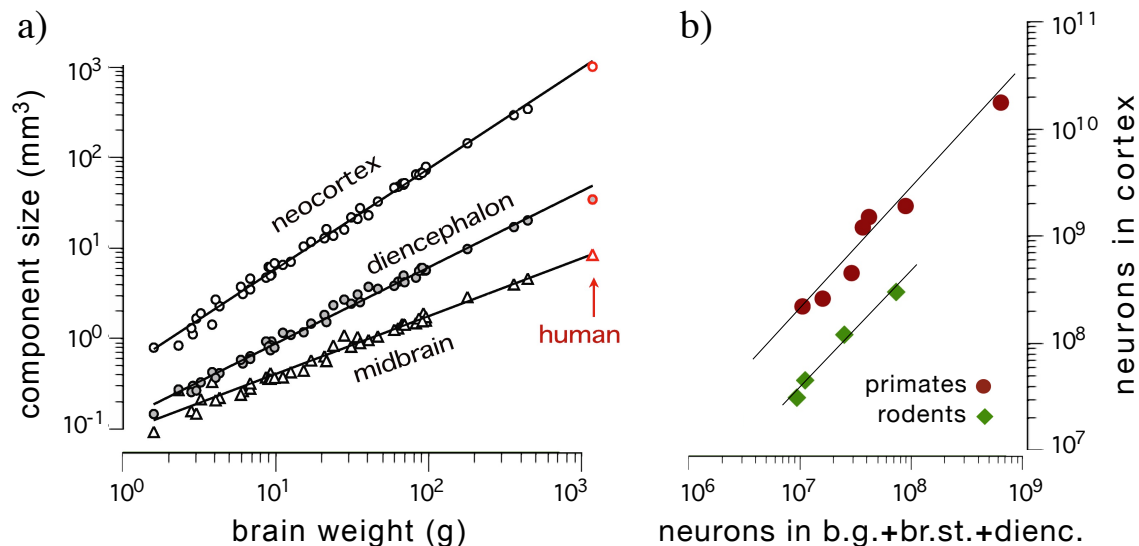 a)
component size (mm³)
10³
10²
10¹
10⁰
10⁻¹
neocortex
diencephalon
midbrain
human
10⁰
10¹
10²
10³
brain weight (g)
b)
10¹¹
10¹⁰
10⁹
10⁸
10⁷
neurons in cortex
primates
rodents
10⁶
10⁷
10⁸
10⁹
neurons in b.g.+br.st.+dienc.